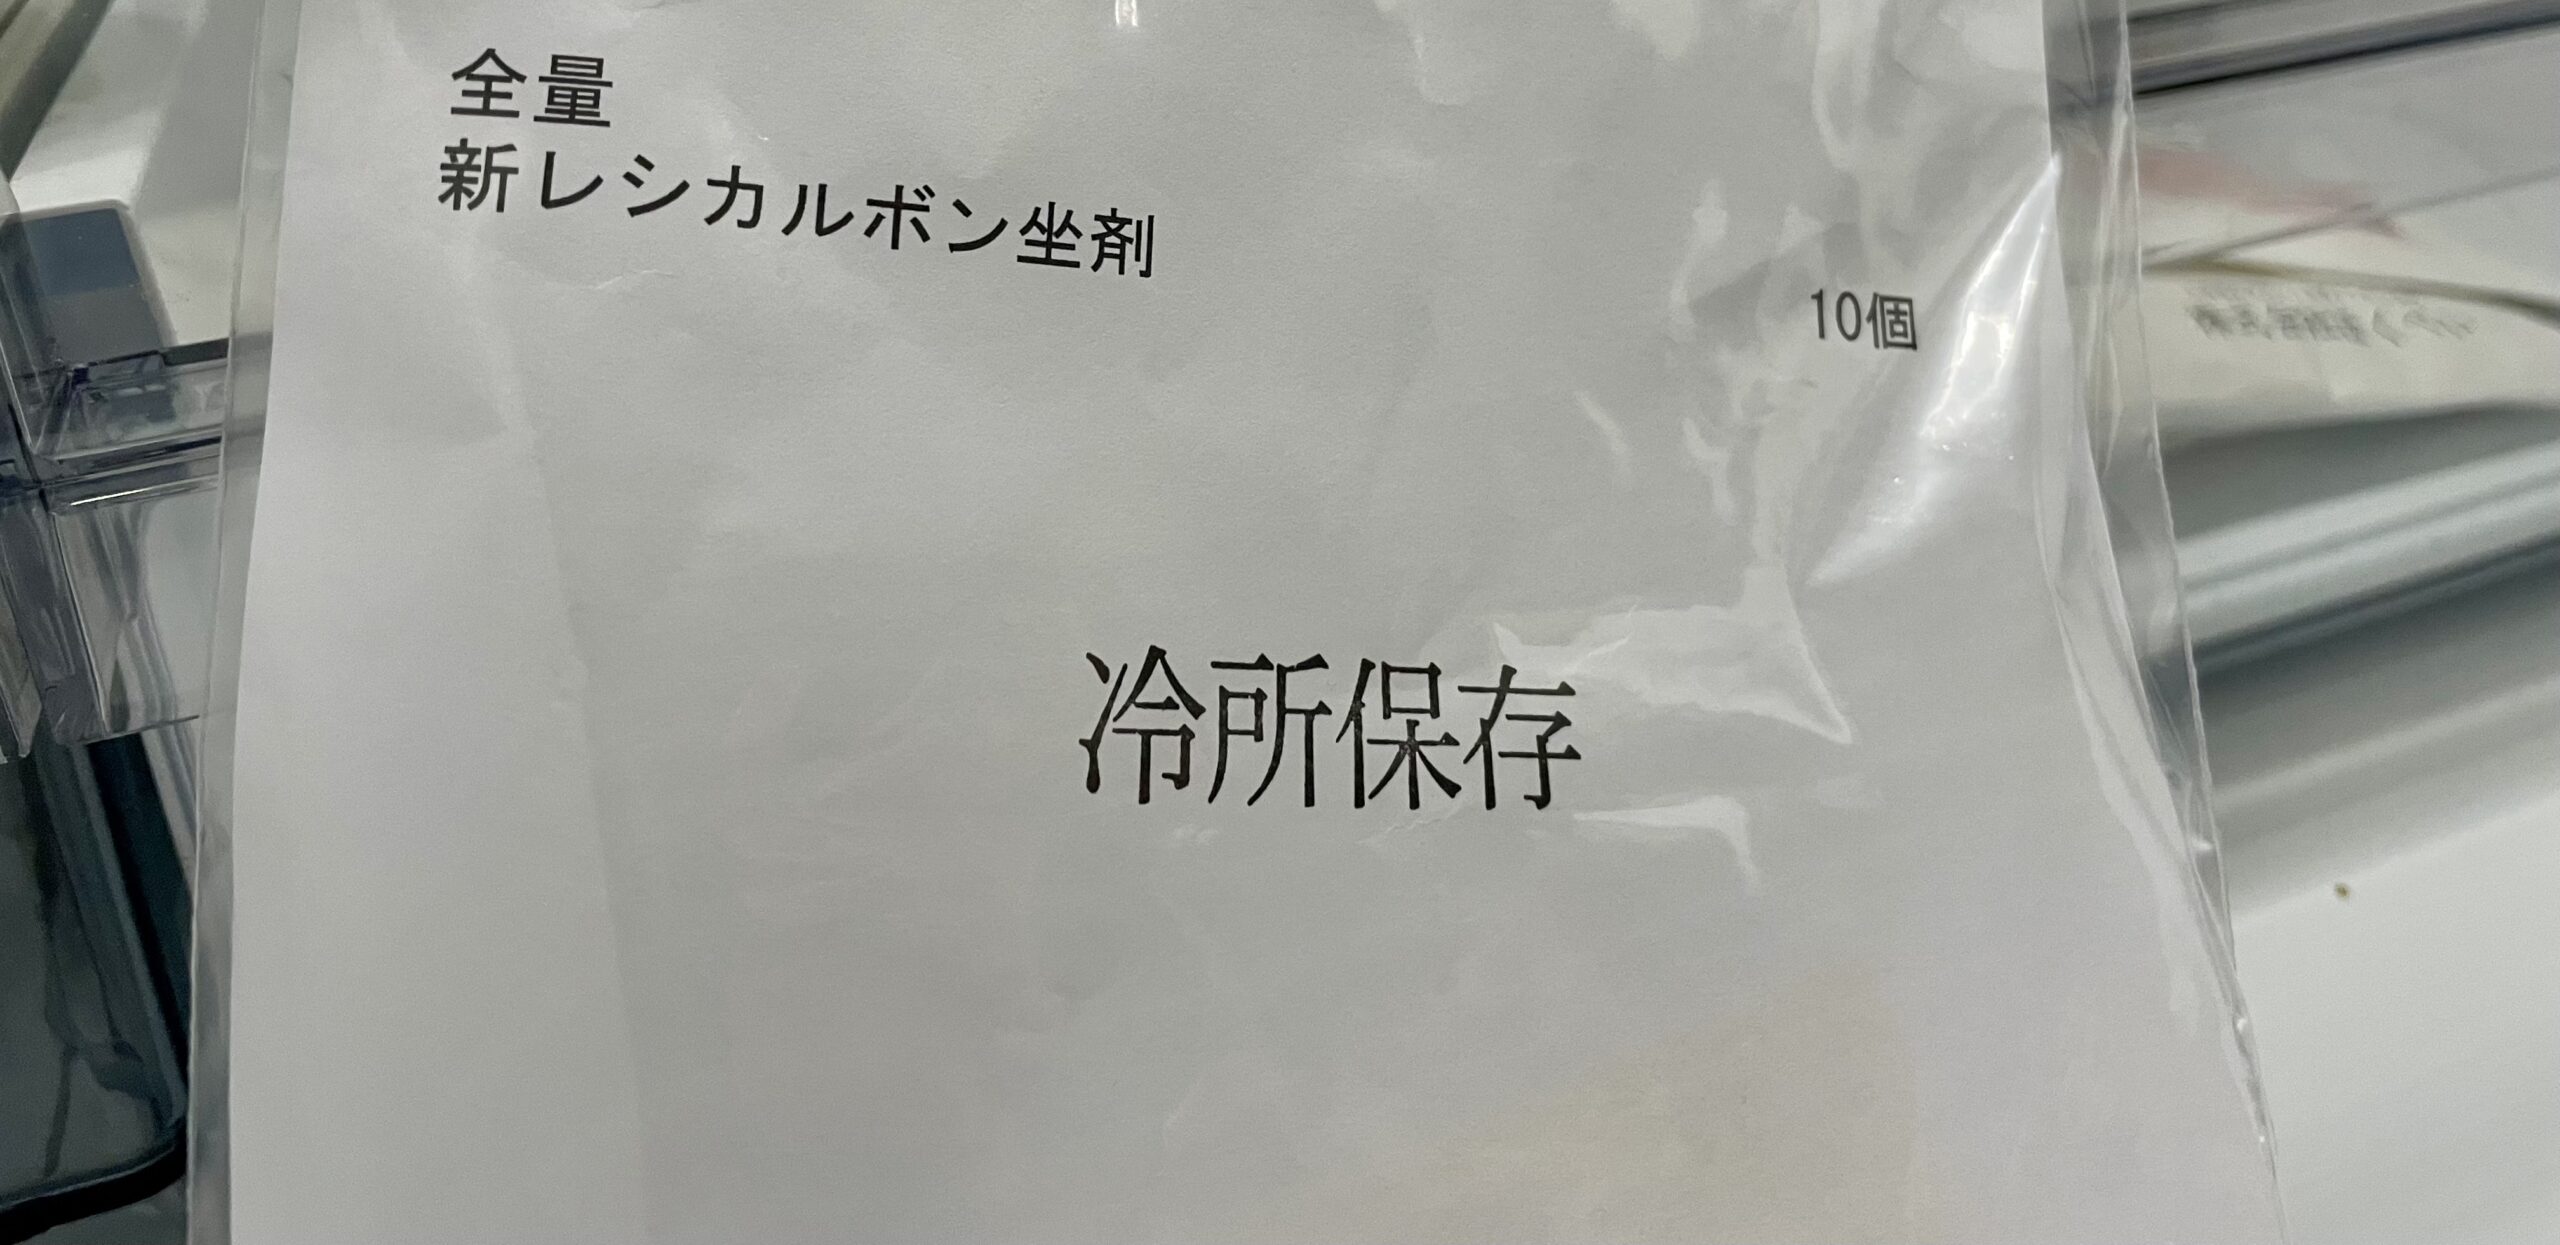 全量
新レシカルボン坐剤
10個
冷所保存